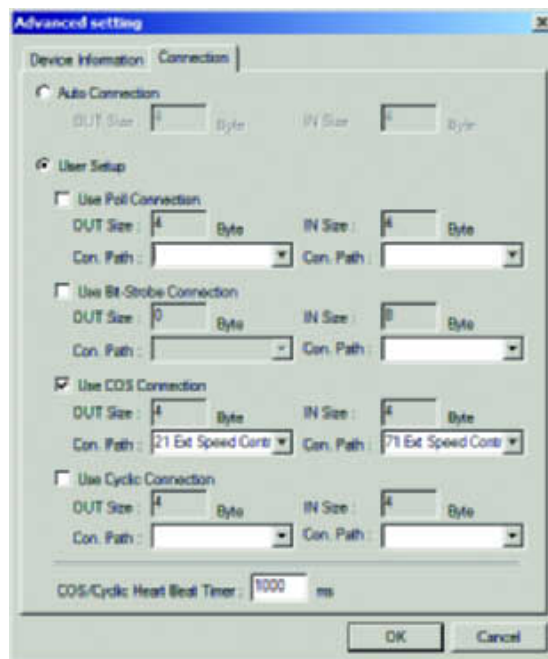 Advanced setting
Device Information Connection
Auto Connection
OUT Size : 4 Byte IN Size : 4 Byte
User Setup
Use Poll Connection
OUT Size : 4 Byte IN Size : 4 Byte
Con. Path : Con. Path :
Use Bit-Strobe Connection
OUT Size : 0 Byte IN Size : 8 Byte
Con. Path : Con. Path :
Use COS Connection
OUT Size : 4 Byte IN Size : 4 Byte
Con. Path : 21 Ext Speed Contr Con. Path : 71 Ext Speed Contr
Use Cyclic Connection
OUT Size : 4 Byte IN Size : 4 Byte
Con. Path : Con. Path :
COS/Cyclic Heart Beat Timer : 1000 ms
OK Cancel